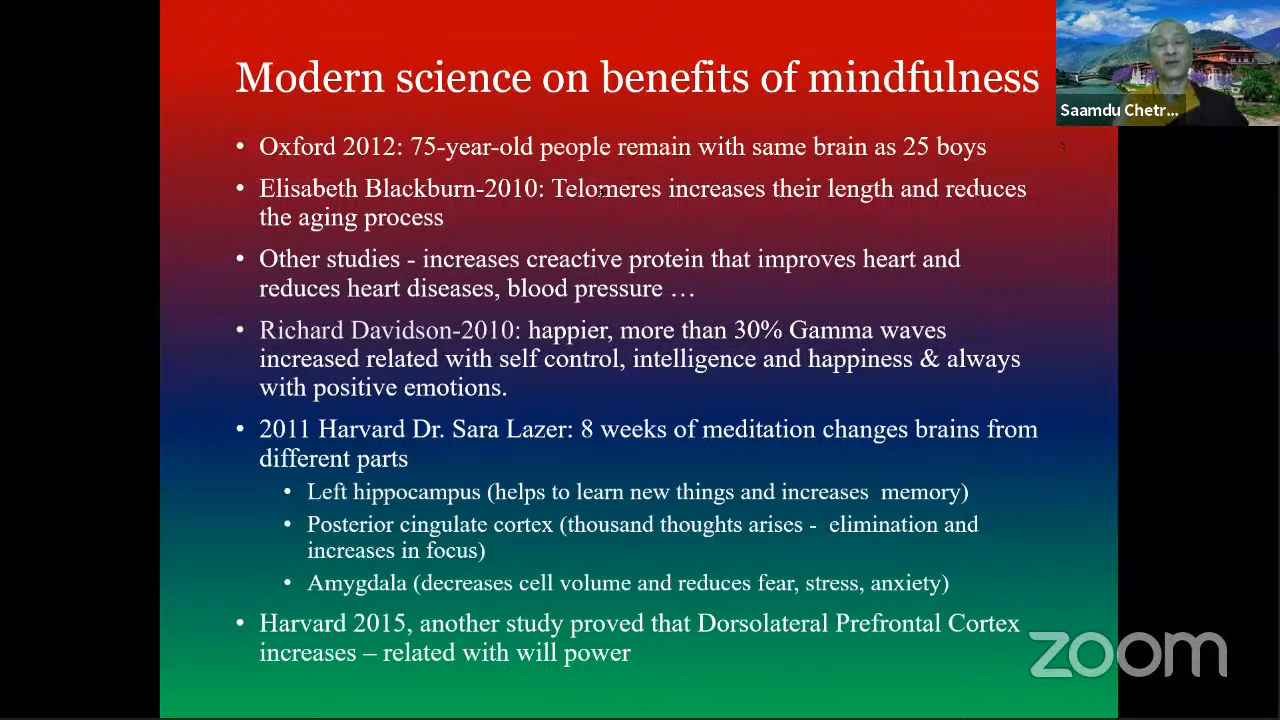 Modern science on benefits of mindfulness
Saamdu Chetr...
• Oxford 2012: 75-year-old people remain with same brain as 25 boys
• Elisabeth Blackburn-2010: Telomeres increases their length and reduces
the aging process
• Other studies - increases creactive protein that improves heart and
reduces heart diseases, blood pressure …
• Richard Davidson-2010: happier, more than 30% Gamma waves
increased related with self control, intelligence and happiness & always
with positive emotions.
• 2011 Harvard Dr. Sara Lazer: 8 weeks of meditation changes brains from
different parts
• Left hippocampus (helps to learn new things and increases memory)
• Posterior cingulate cortex (thousand thoughts arises - elimination and
increases in focus)
• Amygdala (decreases cell volume and reduces fear, stress, anxiety)
• Harvard 2015, another study proved that Dorsolateral Prefrontal Cortex
increases – related with will power
zoom